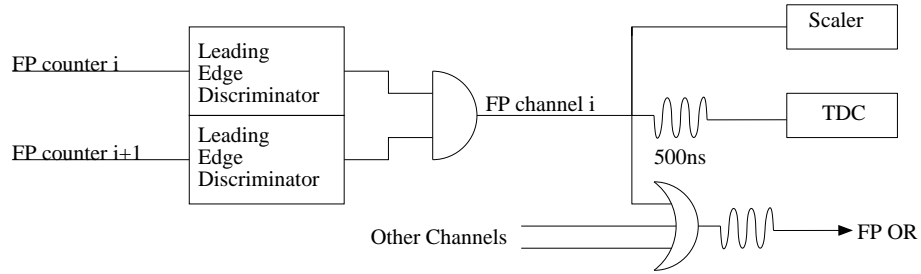 Scaler
FP counter i
Leading
Edge
Discriminator
FP channel i
TDC
FP counter i+1
Leading
Edge
Discriminator
500ns
Other Channels
FP OR